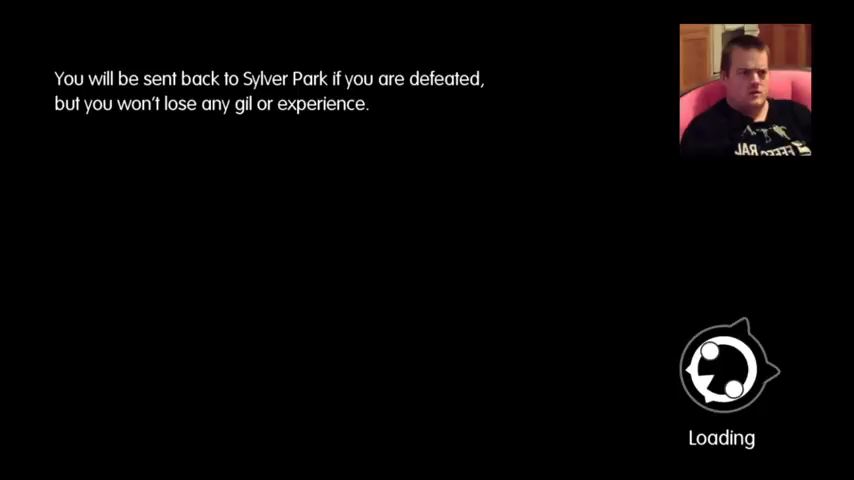 You will be sent back to Sylver Park if you are defeated,
but you won't lose any gil or experience.
Loading